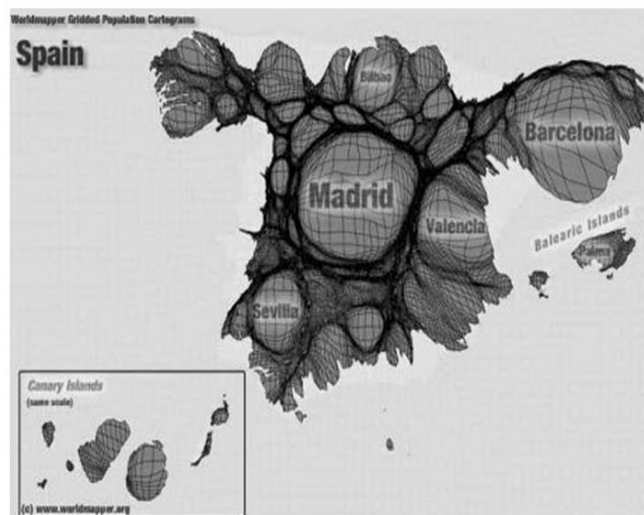 Worldmapper Gridded Population Cartograms
Spain
Bilbao
Barcelona
Madrid
Valencia
Balearic Islands
Palma
Sevilla
Canary Islands
(same scale)
(c) www.worldmapper.org